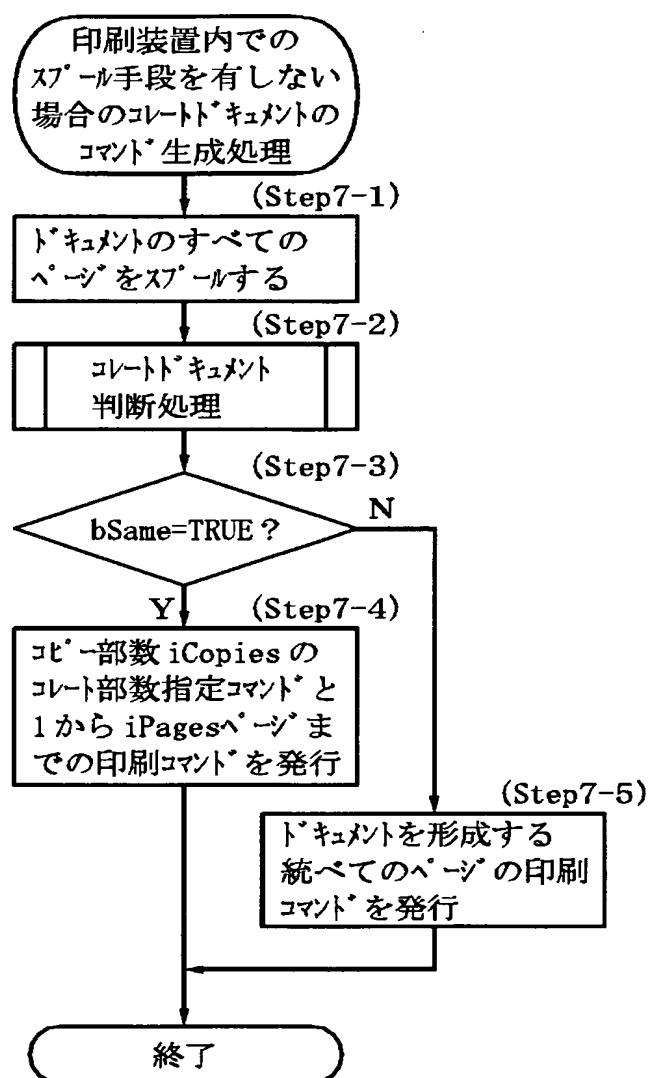 印刷装置内での
ｽﾌﾟｰﾙ手段を有しない
場合のｺﾚｰﾄﾄﾞｷｭﾒﾝﾄの
ｺﾏﾝﾄﾞ生成処理
(Step7-1)
ﾄﾞｷｭﾒﾝﾄのすべての
ﾍﾟｰｼﾞをｽﾌﾟｰﾙする
(Step7-2)
ｺﾚｰﾄﾄﾞｷｭﾒﾝﾄ
判断処理
(Step7-3)
bSame=TRUE？
N
Y
(Step7-4)
ｺﾋﾟｰ部数 iCopies の
ｺﾚｰﾄ部数指定ｺﾏﾝﾄﾞと
1から iPagesﾍﾟｰｼﾞま
での印刷ｺﾏﾝﾄﾞを発行
(Step7-5)
ﾄﾞｷｭﾒﾝﾄを形成する
統べてのﾍﾟｰｼﾞの印刷
ｺﾏﾝﾄﾞを発行
終了